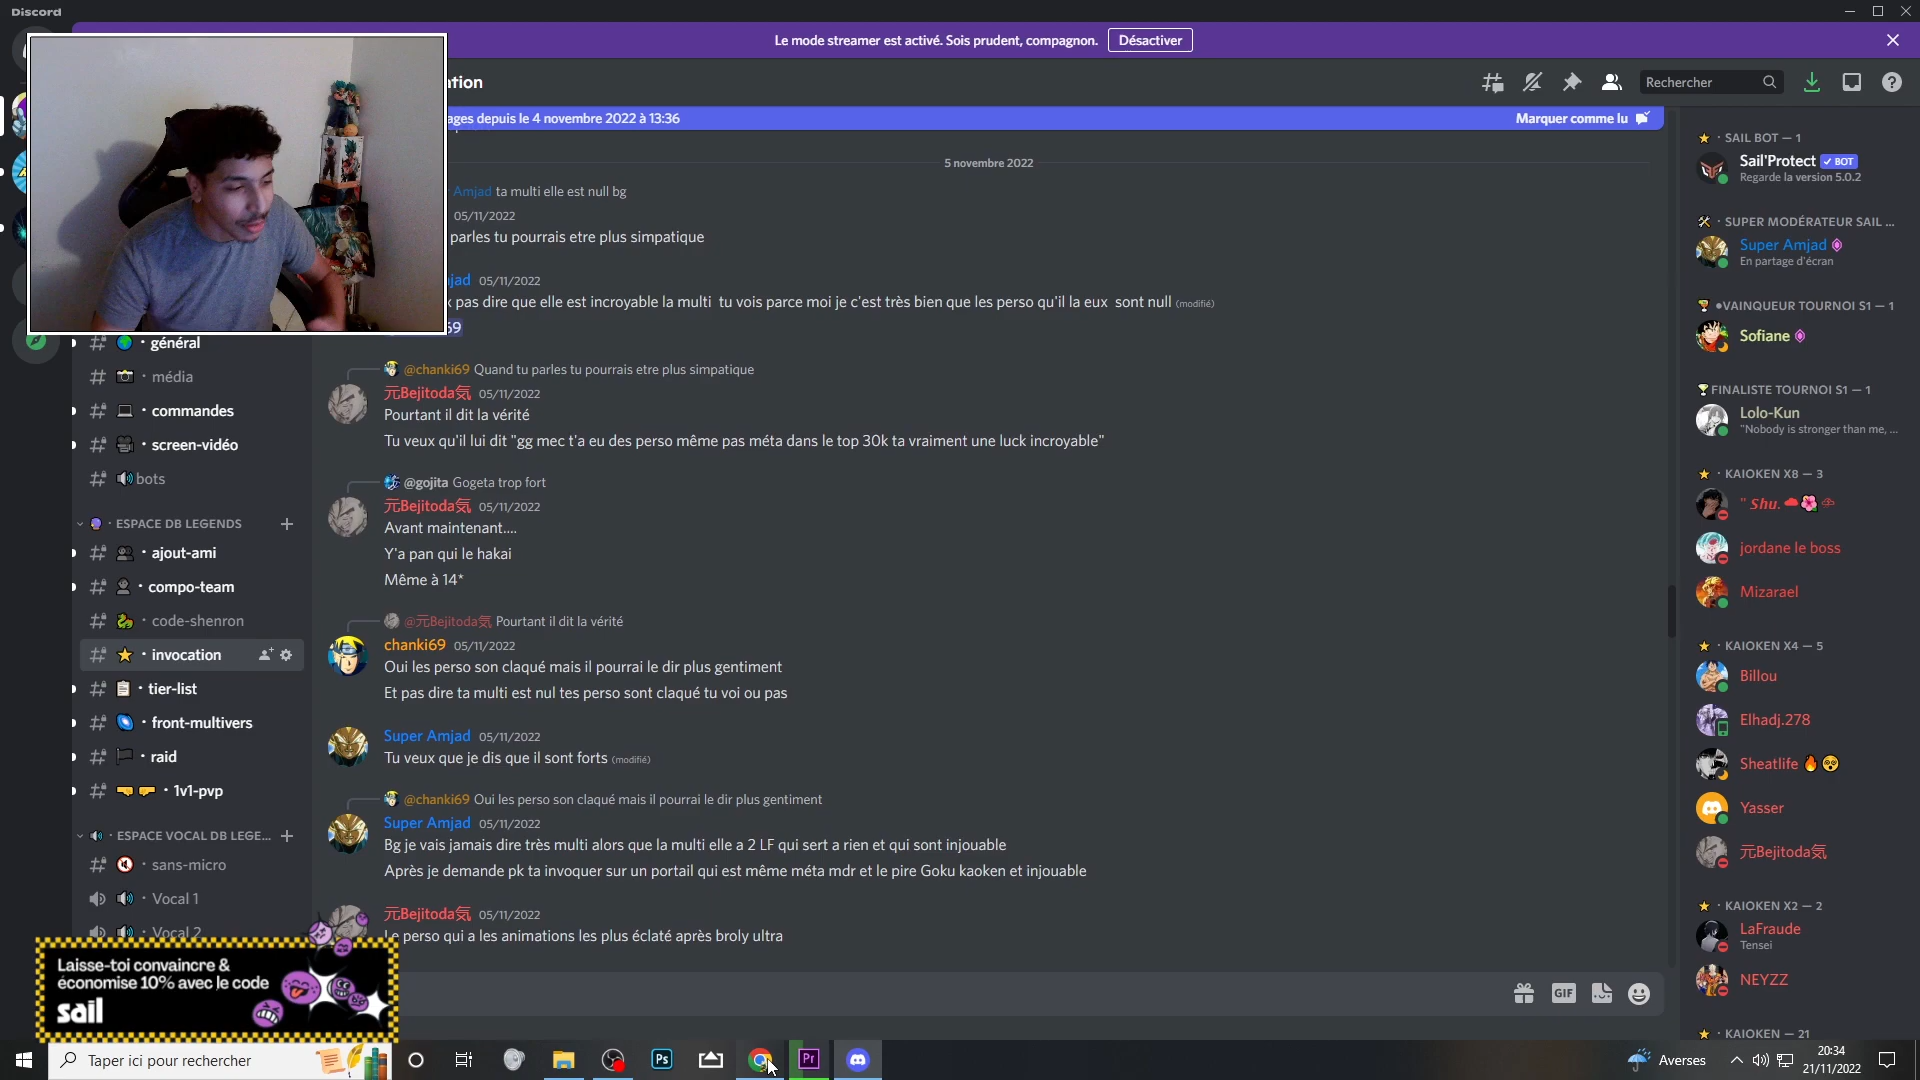 Discord
Le mode streamer est activé. Sois prudent, compagnon.
Désactiver
Rechercher
ages depuis le 4 novembre 2022 à 13:36
Marquer comme lu
5 novembre 2022
Amjad ta multi elle est null bg
05/11/2022
parles tu pourrais etre plus simpatique
jad 05/11/2022
pas dire que elle est incroyable la multi tu vois parce moi je c'est très bien que les perso qu'il la eux sont null (modifié)
69
@chanki69 Quand tu parles tu pourrais etre plus simpatique
元Bejitoda気 05/11/2022
Pourtant il dit la vérité
Tu veux qu'il lui dit "gg mec t'a eu des perso même pas méta dans le top 30k ta vraiment une luck incroyable"
@gojita Gogeta trop fort
元Bejitoda気 05/11/2022
Avant maintenant....
Y'a pan qui le hakai
Même à 14*
@元Bejitoda気 Pourtant il dit la vérité
chanki69 05/11/2022
Oui les perso son claqué mais il pourrai le dir plus gentiment
Et pas dire ta multi est nul tes perso sont claqué tu voi ou pas
Super Amjad 05/11/2022
Tu veux que je dis que il sont forts (modifié)
@chanki69 Oui les perso son claqué mais il pourrai le dir plus gentiment
Super Amjad 05/11/2022
Bg je vais jamais dire très multi alors que la multi elle a 2 LF qui sert a rien et qui sont injouable
Après je demande pk ta invoquer sur un portail qui est même méta mdr et le pire Goku kaoken et injouable
元Bejitoda気 05/11/2022
Le perso qui a les animations les plus éclaté après broly ultra
GIF
général
média
commandes
screen-vidéo
bots
ESPACE DB LEGENDS
ajout-ami
compo-team
code-shenron
invocation
tier-list
front-multivers
raid
1v1-pvp
ESPACE VOCAL DB LEGE...
sans-micro
Vocal 1
Vocal 2
Laisse-toi convaincre &
économise 10% avec le code
sail
SAIL BOT — 1
Sail'Protect BOT
Regarde la version 5.0.2
SUPER MODÉRATEUR SAIL ...
Super Amjad
En partage d'écran
VAINQUEUR TOURNOI S1 — 1
Sofiane
FINALISTE TOURNOI S1 — 1
Lolo-Kun
"Nobody is stronger than me, ...
KAIOKEN X8 — 3
" Shu.
jordane le boss
Mizarael
KAIOKEN X4 — 5
Billou
Elhadj.278
Sheatlife
Yasser
元Bejitoda気
KAIOKEN X2 — 2
LaFraude
Tensei
NEYZZ
KAIOKEN — 21
Taper ici pour rechercher
Ps
Pr
Averses
20:34
21/11/2022